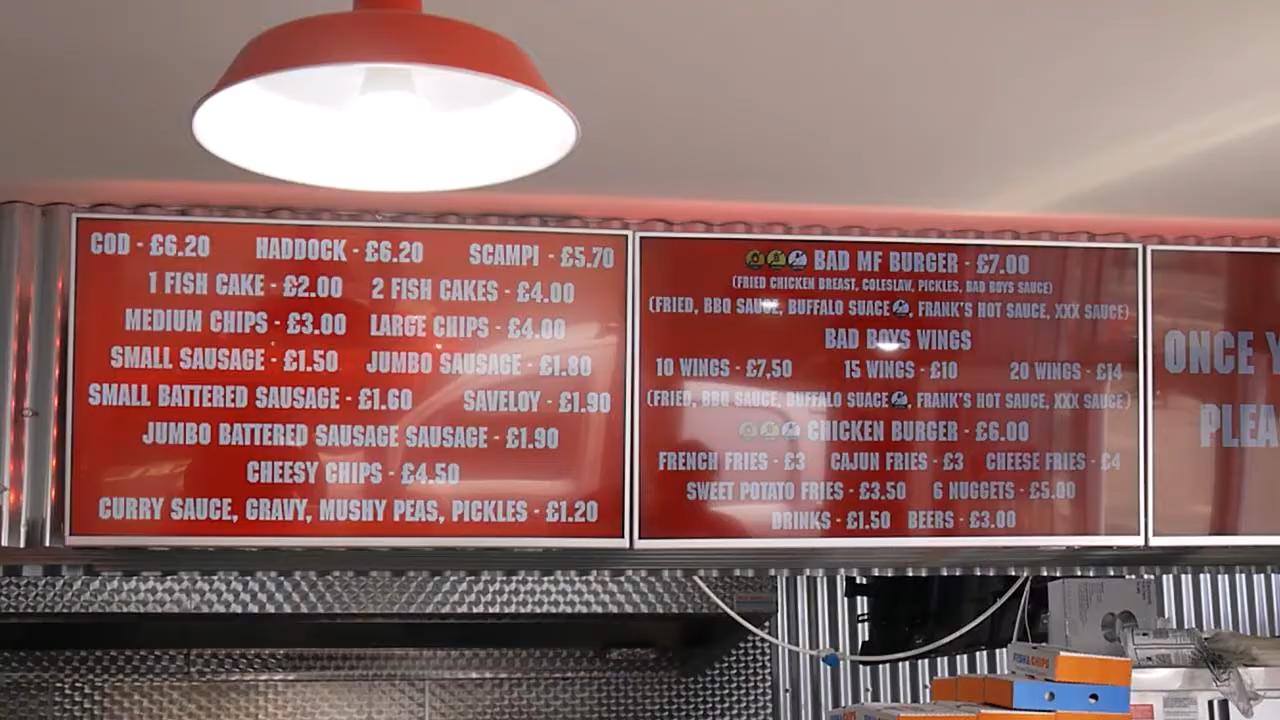 COD - £6.20 HADDOCK - £6.20 SCAMPI - £5.70
1 FISH CAKE - £2.00 2 FISH CAKES - £4.00
MEDIUM CHIPS - £3.00 LARGE CHIPS - £4.00
SMALL SAUSAGE - £1.50 JUMBO SAUSAGE - £1.80
SMALL BATTERED SAUSAGE - £1.60 SAVELOY - £1.90
JUMBO BATTERED SAUSAGE SAUSAGE - £1.90
CHEESY CHIPS - £4.50
CURRY SAUCE, GRAVY, MUSHY PEAS, PICKLES - £1.20
BAD MF BURGER - £7.00
(FRIED CHICKEN BREAST, COLESLAW, PICKLES, BAD BOYS SAUCE)
(FRIED, BBQ SAUCE, BUFFALO SUACE, FRANK'S HOT SAUCE, XXX SAUCE)
BAD BOYS WINGS
10 WINGS - £7,50 15 WINGS - £10 20 WINGS - £14
(FRIED, BBQ SAUCE, BUFFALO SUACE, FRANK'S HOT SAUCE, XXX SAUCE)
CHICKEN BURGER - £6.00
FRENCH FRIES - £3 CAJUN FRIES - £3 CHEESE FRIES - £4
SWEET POTATO FRIES - £3.50 6 NUGGETS - £5.00
DRINKS - £1.50 BEERS - £3.00
ONCE Y
PLEA
FISH & CHIPS